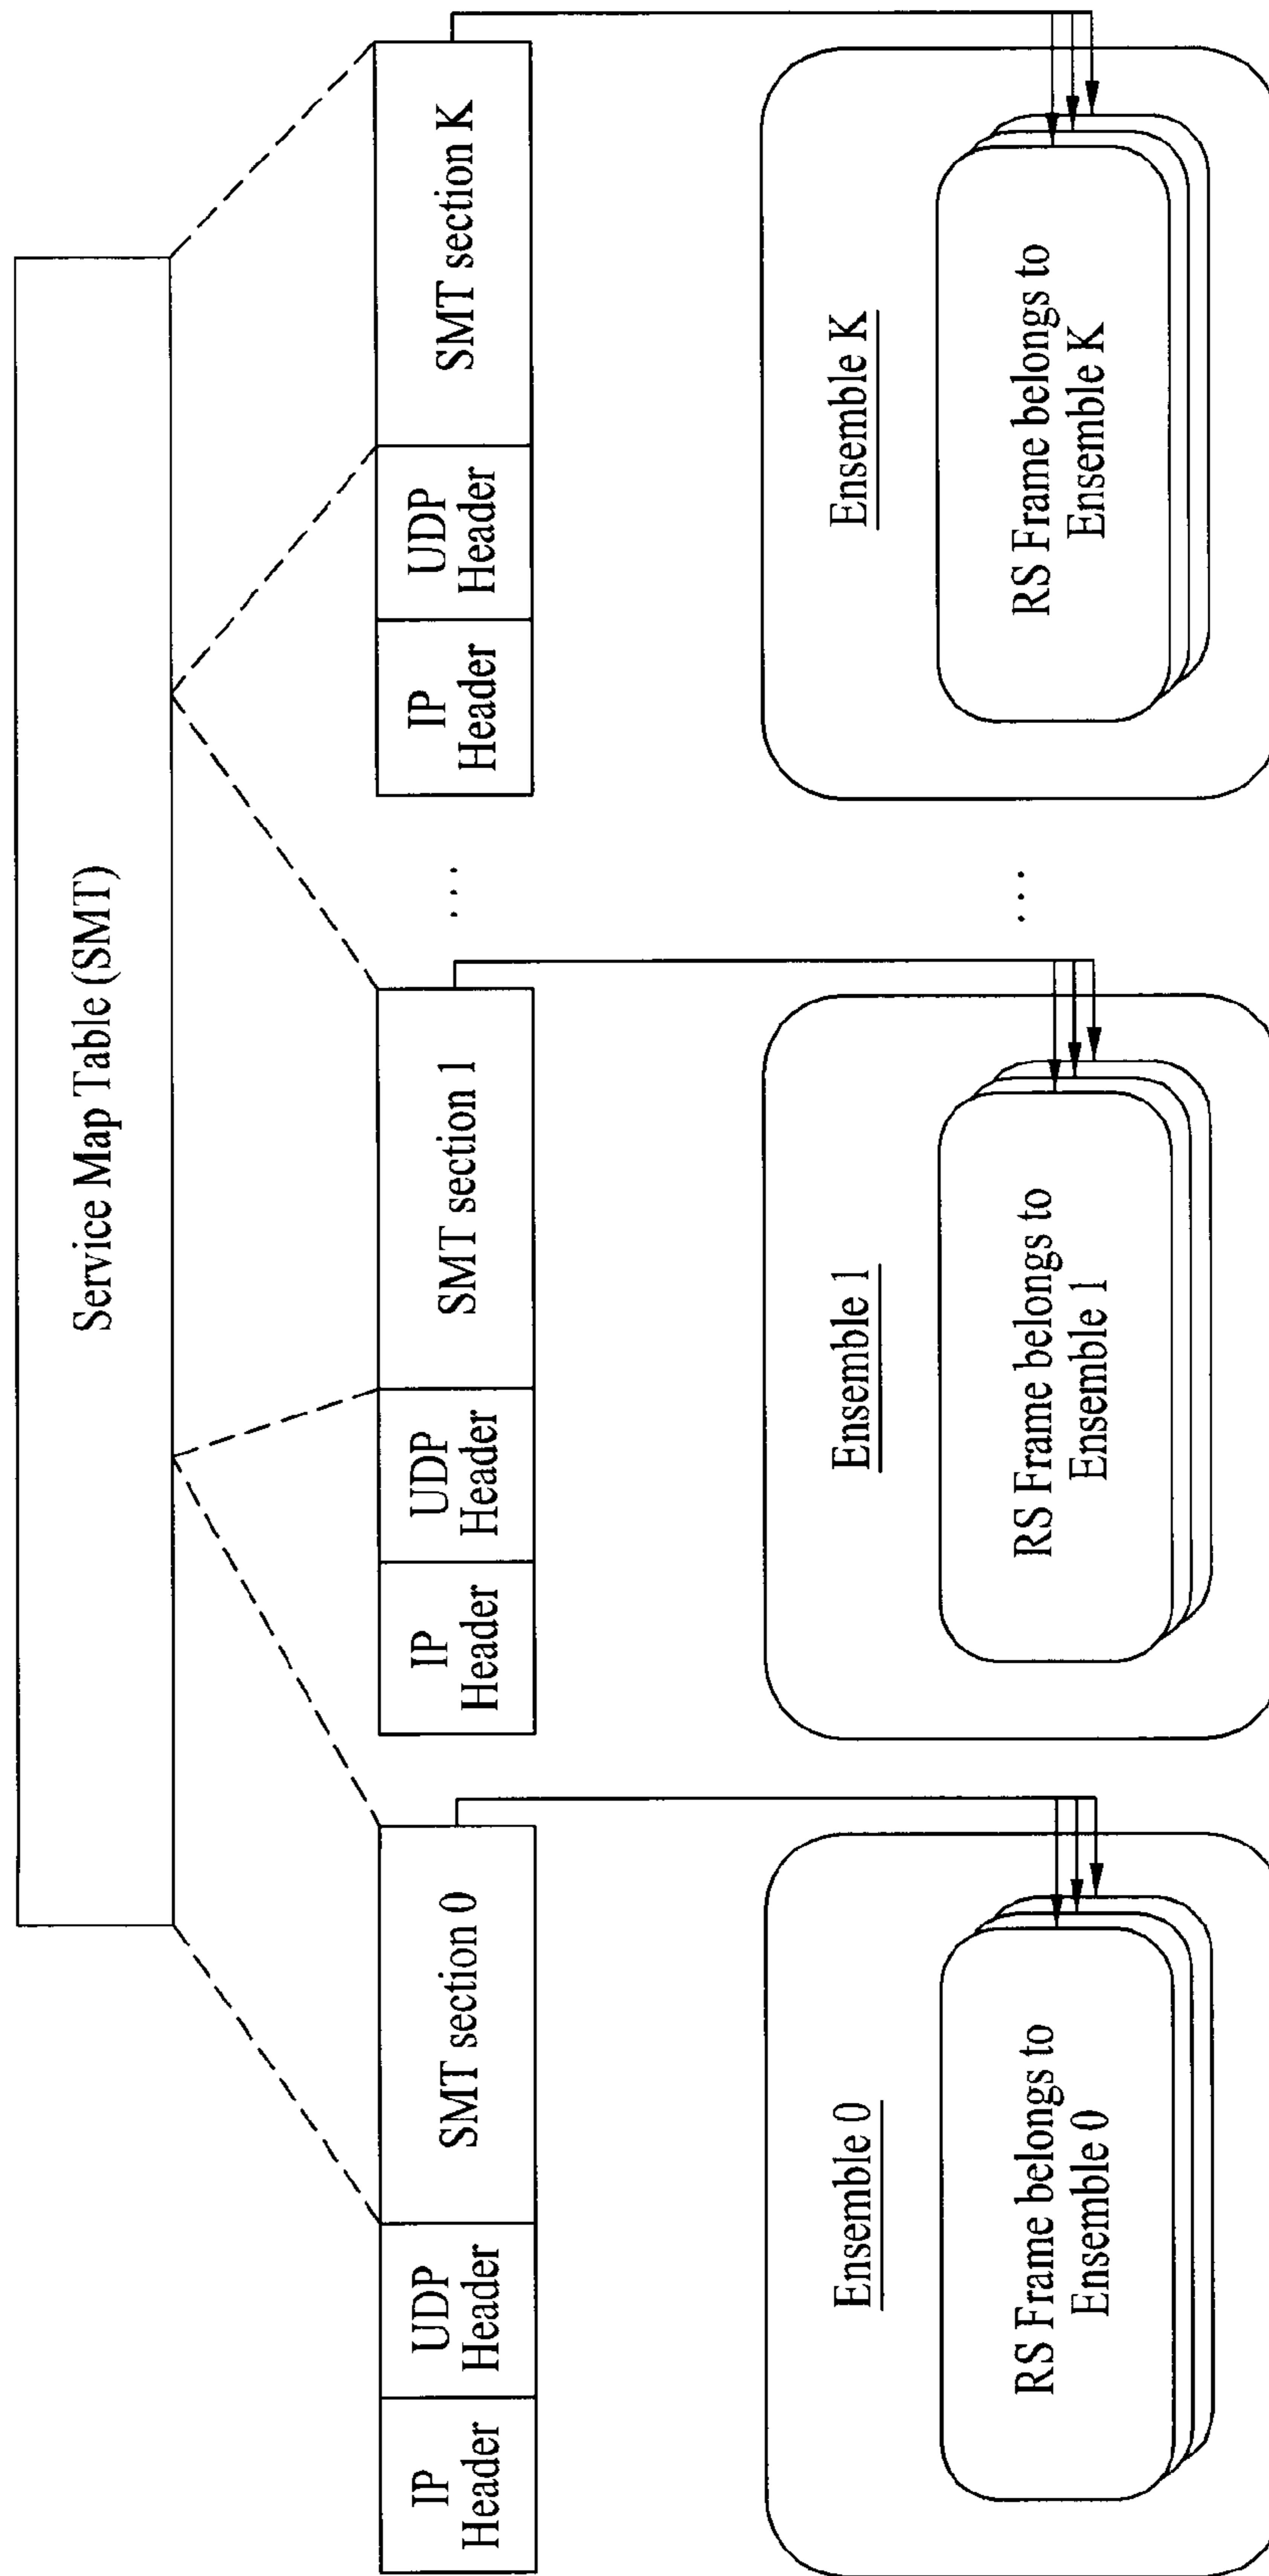 Service Map Table (SMT)
IP
Header
UDP
Header
SMT section 0
IP
Header
UDP
Header
SMT section 1
...
IP
Header
UDP
Header
SMT section K
Ensemble 0
RS Frame belongs to
Ensemble 0
Ensemble 1
RS Frame belongs to
Ensemble 1
...
Ensemble K
RS Frame belongs to
Ensemble K